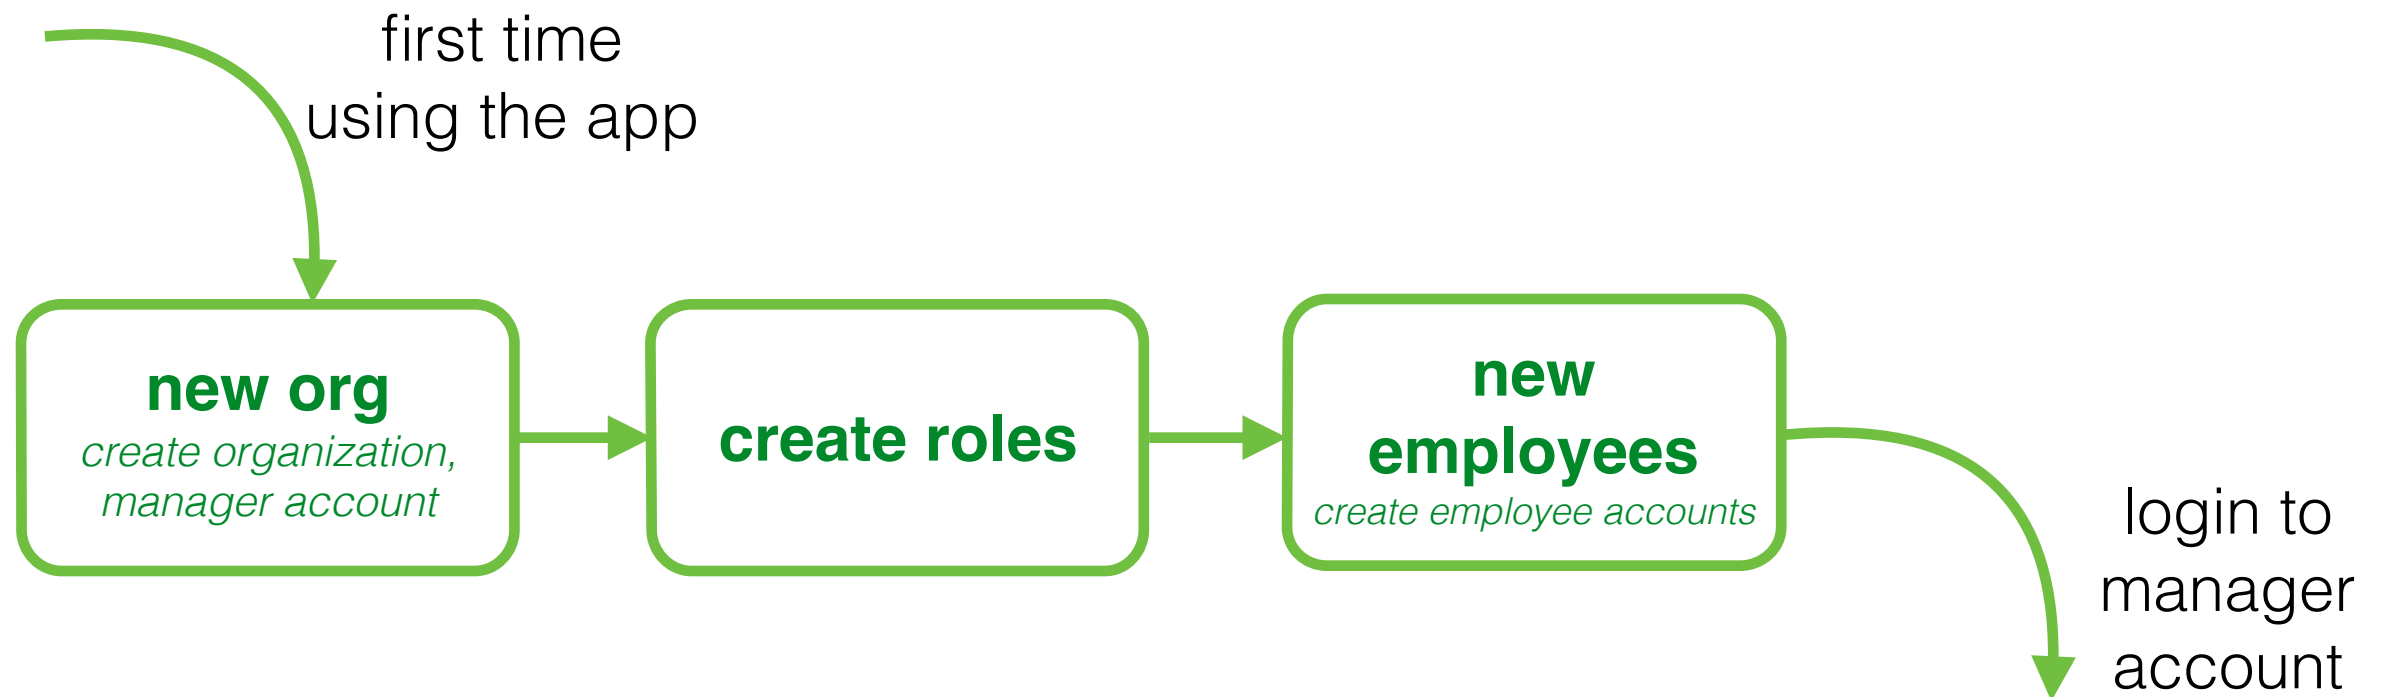 first time
using the app
new org
create organization,
manager account
create roles
new
employees
create employee accounts
login to
manager
account